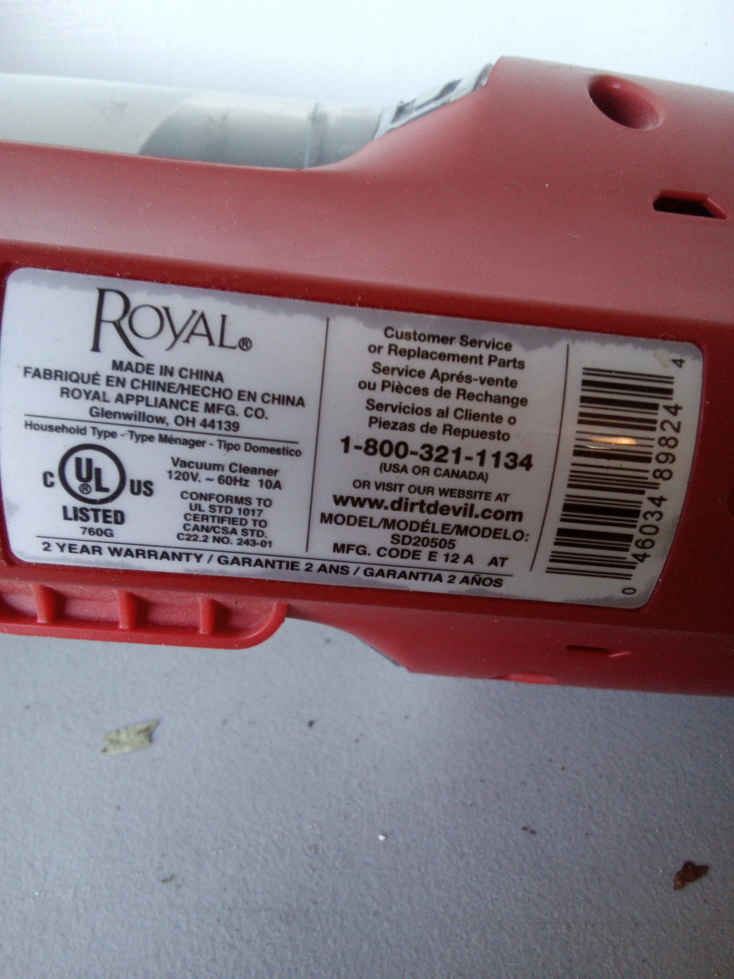 ROYAL®
MADE IN CHINA
FABRIQUÉ EN CHINE/HECHO EN CHINA
ROYAL APPLIANCE MFG. CO.
Glenwillow, OH 44139
Household Type - Type Ménager - Tipo Domestico
C UL ® US
LISTED
760G
Vacuum Cleaner
120V. ~ 60Hz 10A
CONFORMS TO
UL STD 1017
CERTIFIED TO
CAN/CSA STD.
C22.2 NO. 243-01
2 YEAR WARRANTY / GARANTIE 2 ANS / GARANTIA 2 AÑOS
Customer Service
or Replacement Parts
Service Aprés-vente
ou Pièces de Rechange
Servicios al Cliente o
Piezas de Repuesto
1-800-321-1134
(USA OR CANADA)
OR VISIT OUR WEBSITE AT
www.dirtdevil.com
MODEL/MODÉLE/MODELO:
SD20505
MFG. CODE E 12 A AT
0 46034 89824 4